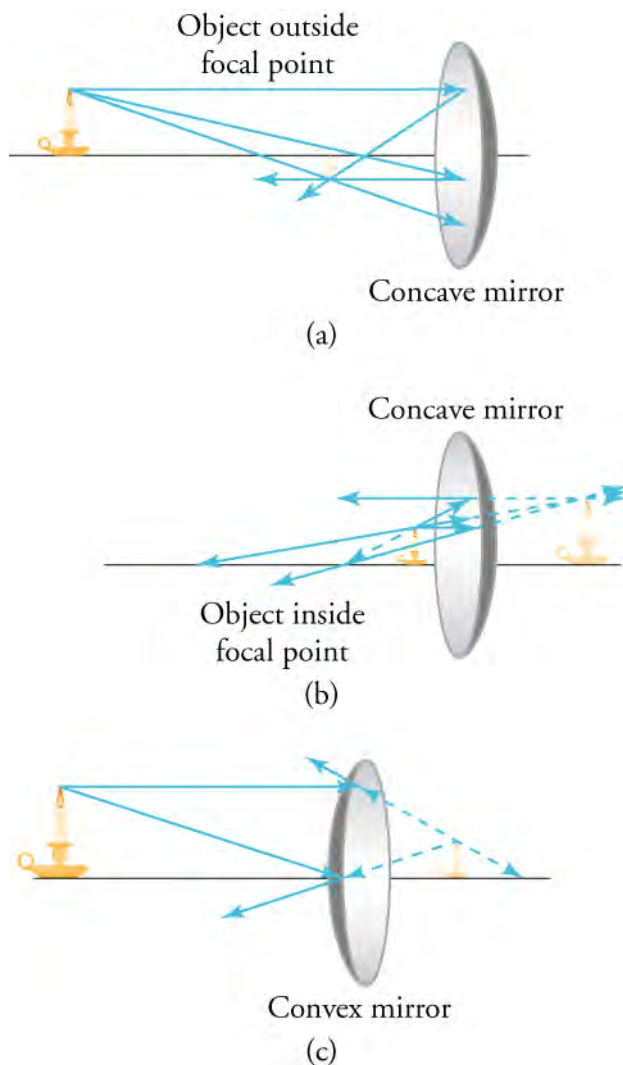 Object outside
focal point
Concave mirror
(a)
Concave mirror
Object inside
focal point
(b)
Convex mirror
(c)